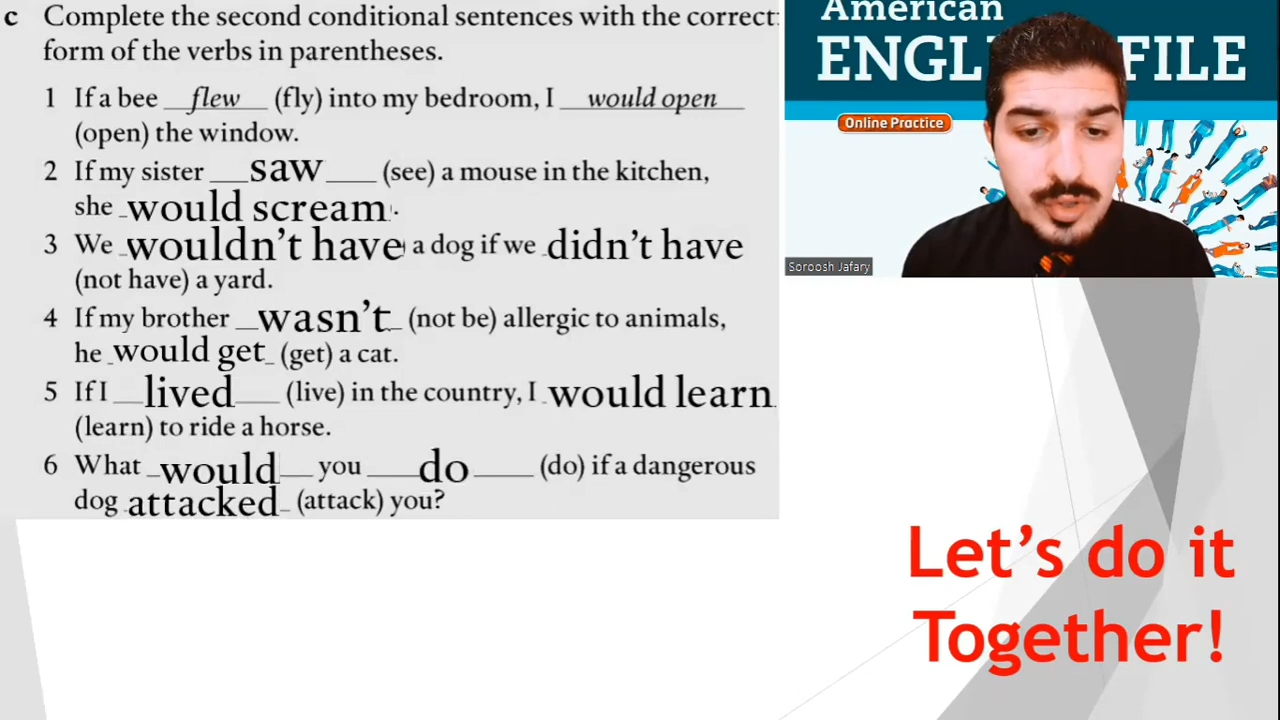 c Complete the second conditional sentences with the correct
form of the verbs in parentheses.
1 If a bee flew (fly) into my bedroom, I would open
(open) the window.
2 If my sister saw (see) a mouse in the kitchen,
she would scream.
3 We wouldn't have a dog if we didn't have
(not have) a yard.
4 If my brother wasn't (not be) allergic to animals,
he would get (get) a cat.
5 If I lived (live) in the country, I would learn
(learn) to ride a horse.
6 What would you do (do) if a dangerous
dog attacked (attack) you?
American
ENGL FILE
Online Practice
Soroosh Jafary
Let's do it
Together!